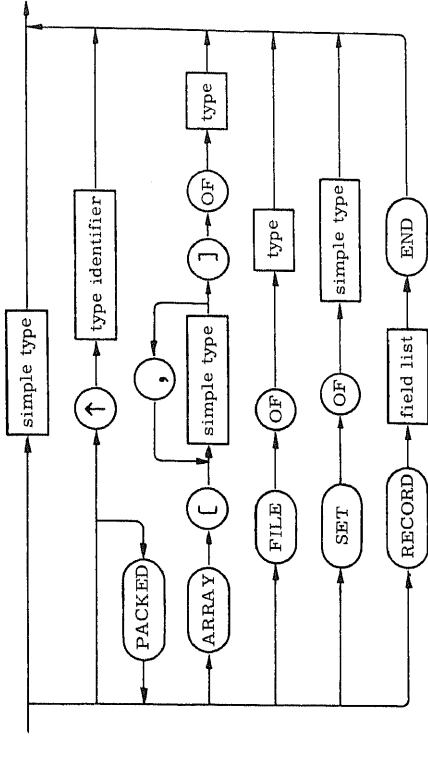 simple type
↑ type identifier
PACKED
,
ARRAY [ simple type ] OF type
FILE OF type
SET OF simple type
RECORD field list END